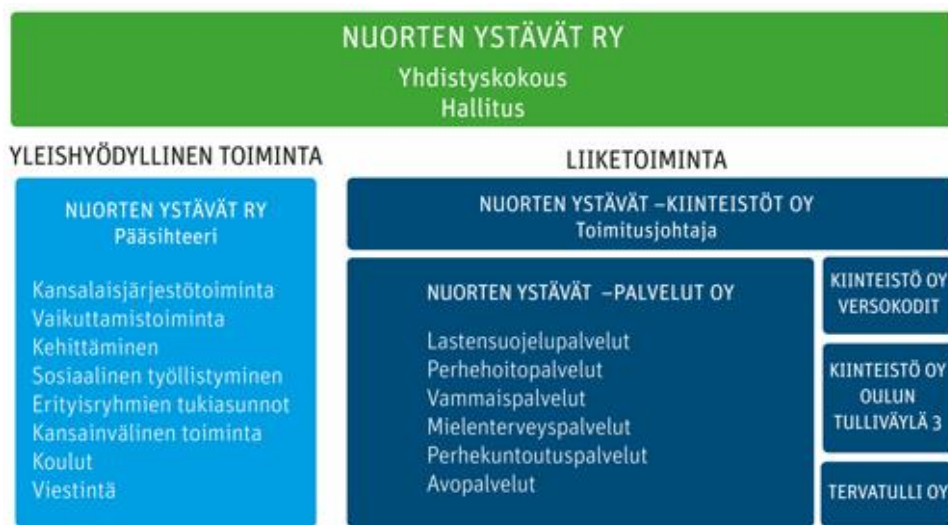 NUORTEN YSTÄVÄT RY
Yhdistyskokous
Hallitus
YLEISHYÖDYLLINEN TOIMINTA
NUORTEN YSTÄVÄT RY
Pääsihteeri
Kansalaisjärjestötoiminta
Vaikuttamistoiminta
Kehittäminen
Sosiaalinen työllistyminen
Erityisryhmien tukiasunnot
Kansainvälinen toiminta
Koulut
Viestintä
LIIKETOIMINTA
NUORTEN YSTÄVÄT –KIINTEISTÖT OY
Toimitusjohtaja
NUORTEN YSTÄVÄT –PALVELUT OY
Lastensuojelupalvelut
Perhehoitopalvelut
Vammaispalvelut
Mielenterveyspalvelut
Perhekuntoutuspalvelut
Avopalvelut
KIINTEISTÖ OY
VERSOKODIT
KIINTEISTÖ OY
OULUN
TULLIVÄYLÄ 3
TERVATULLI OY